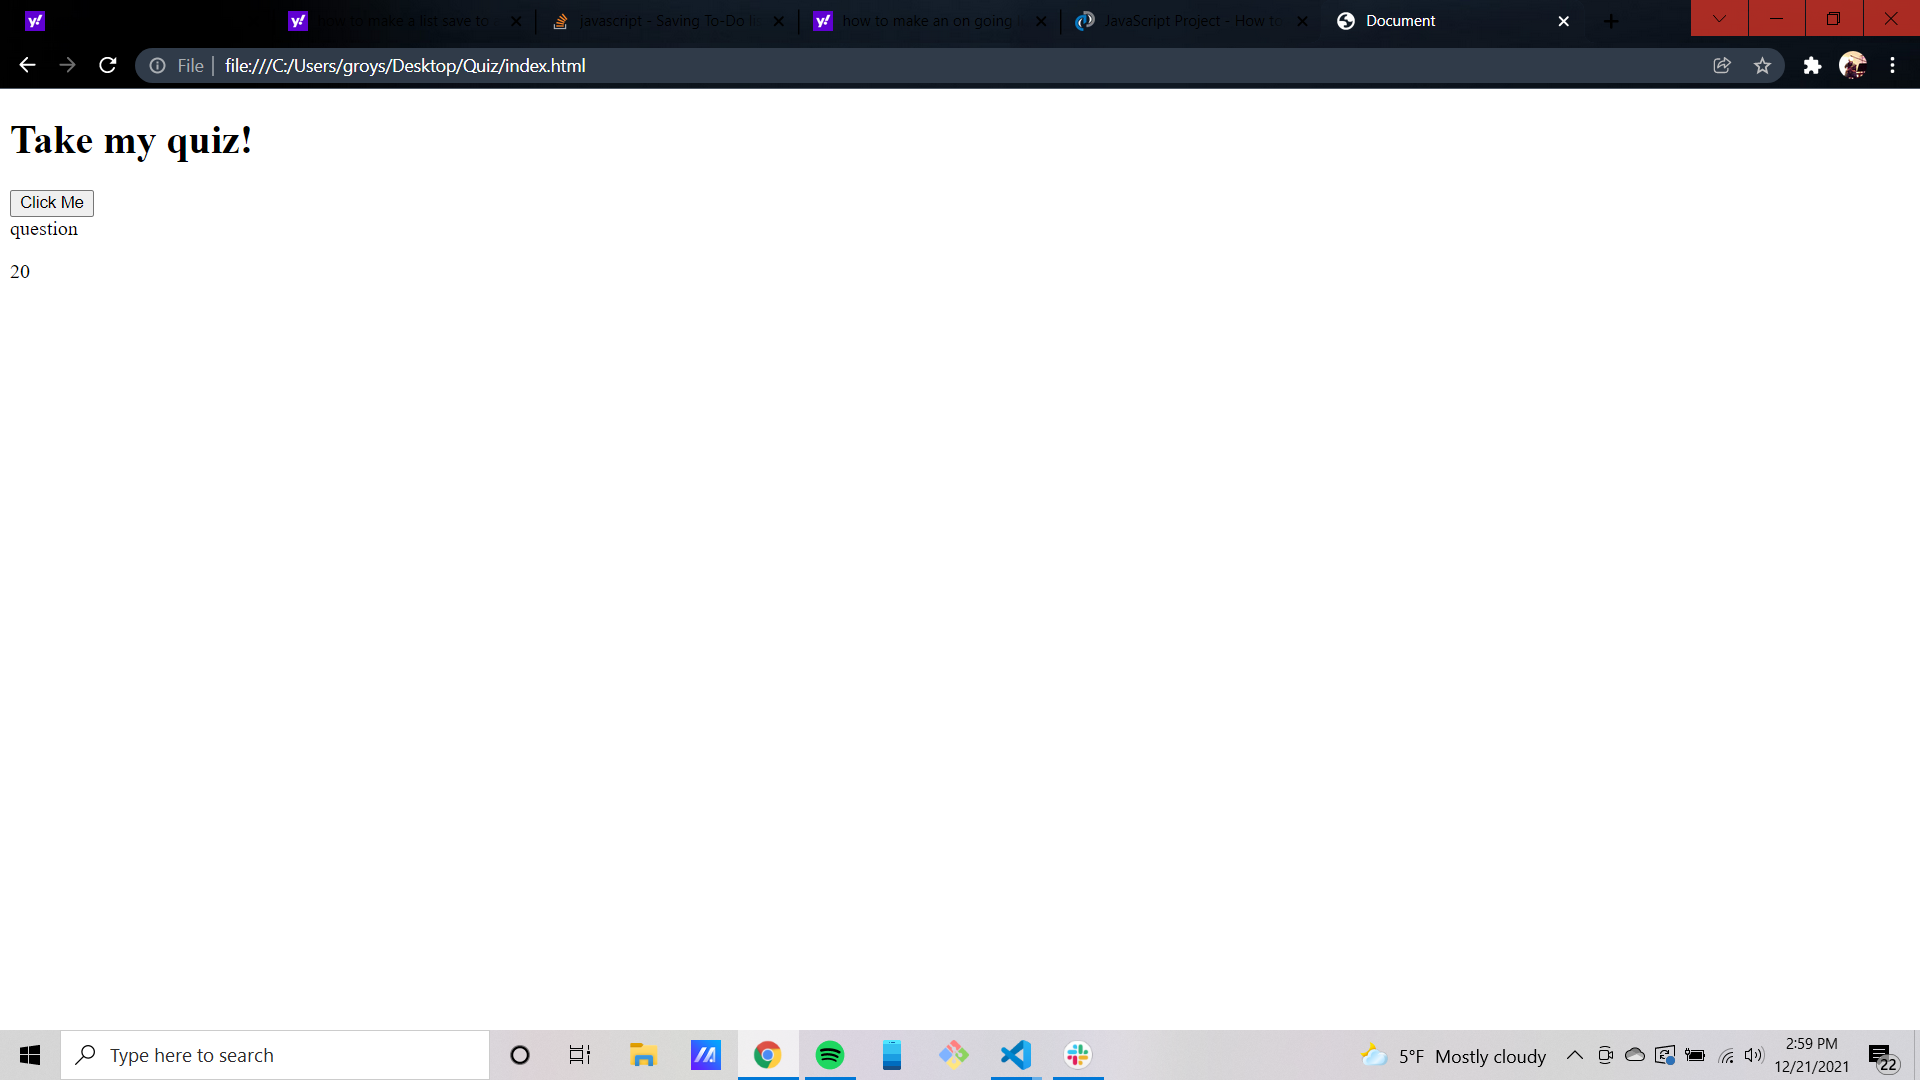 how to make a list save to
javascript - Saving To-Do li
how to make an on going
JavaScript Project - How to
Document
File
file:///C:/Users/groys/Desktop/Quiz/index.html
Take my quiz!
Click Me
question
20
Type here to search
5°F Mostly cloudy
2:59 PM
12/21/2021
22